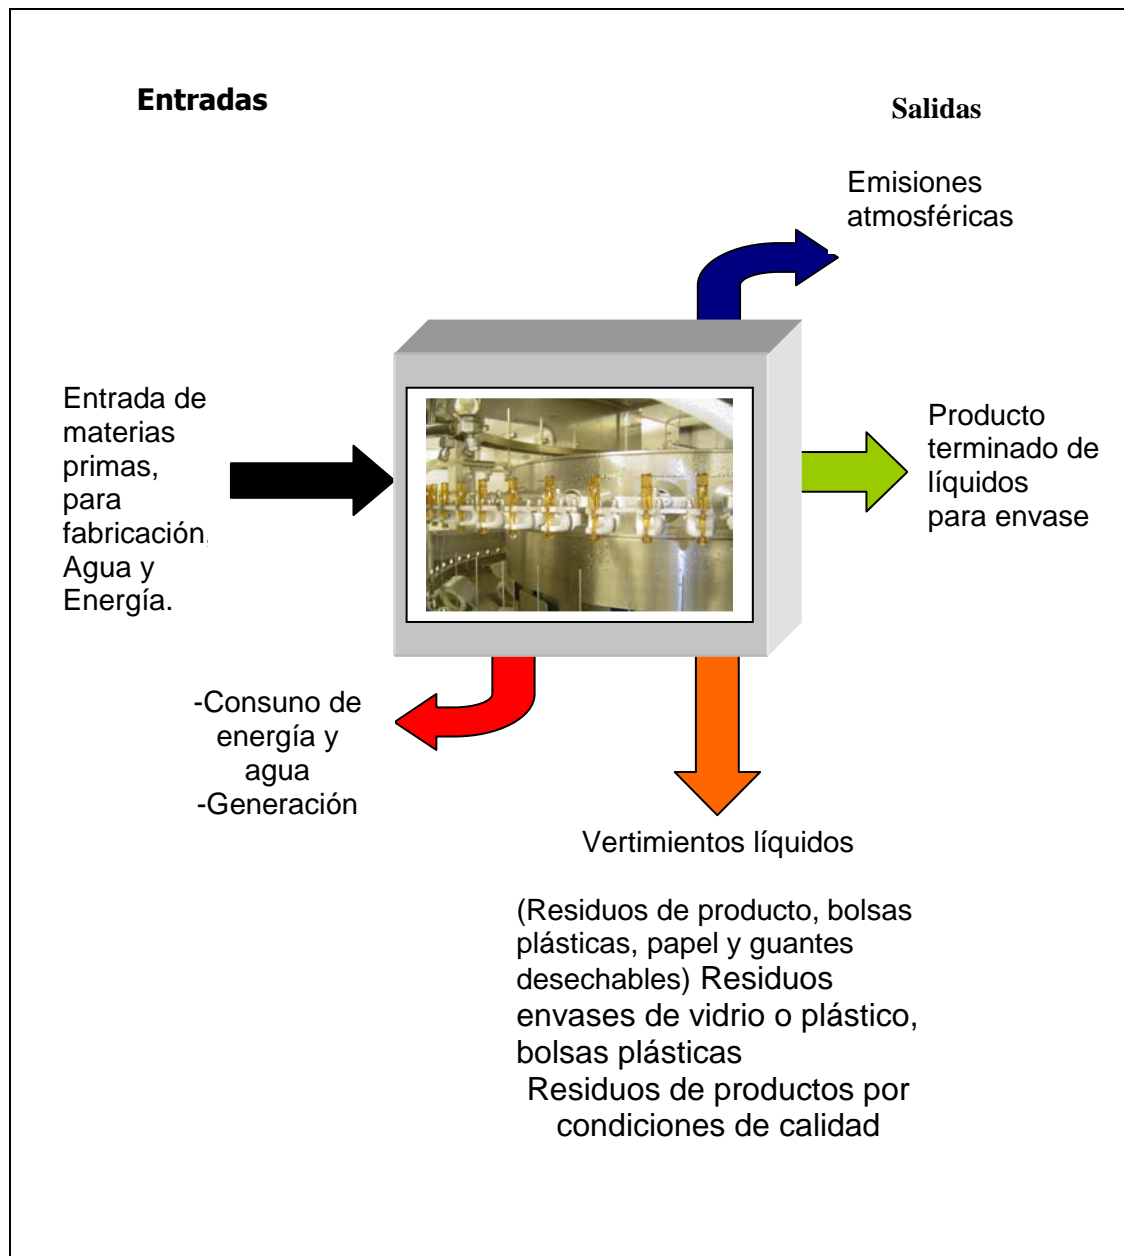 Entradas
Salidas
Emisiones
atmosféricas
Entrada de
materias
primas,
para
fabricación,
Agua y
Energía.
Producto
terminado de
líquidos
para envase
-Consuno de
energía y
agua
-Generación
Vertimientos líquidos
(Residuos de producto, bolsas
plásticas, papel y guantes
desechables) Residuos
envases de vidrio o plástico,
bolsas plásticas
Residuos de productos por
condiciones de calidad